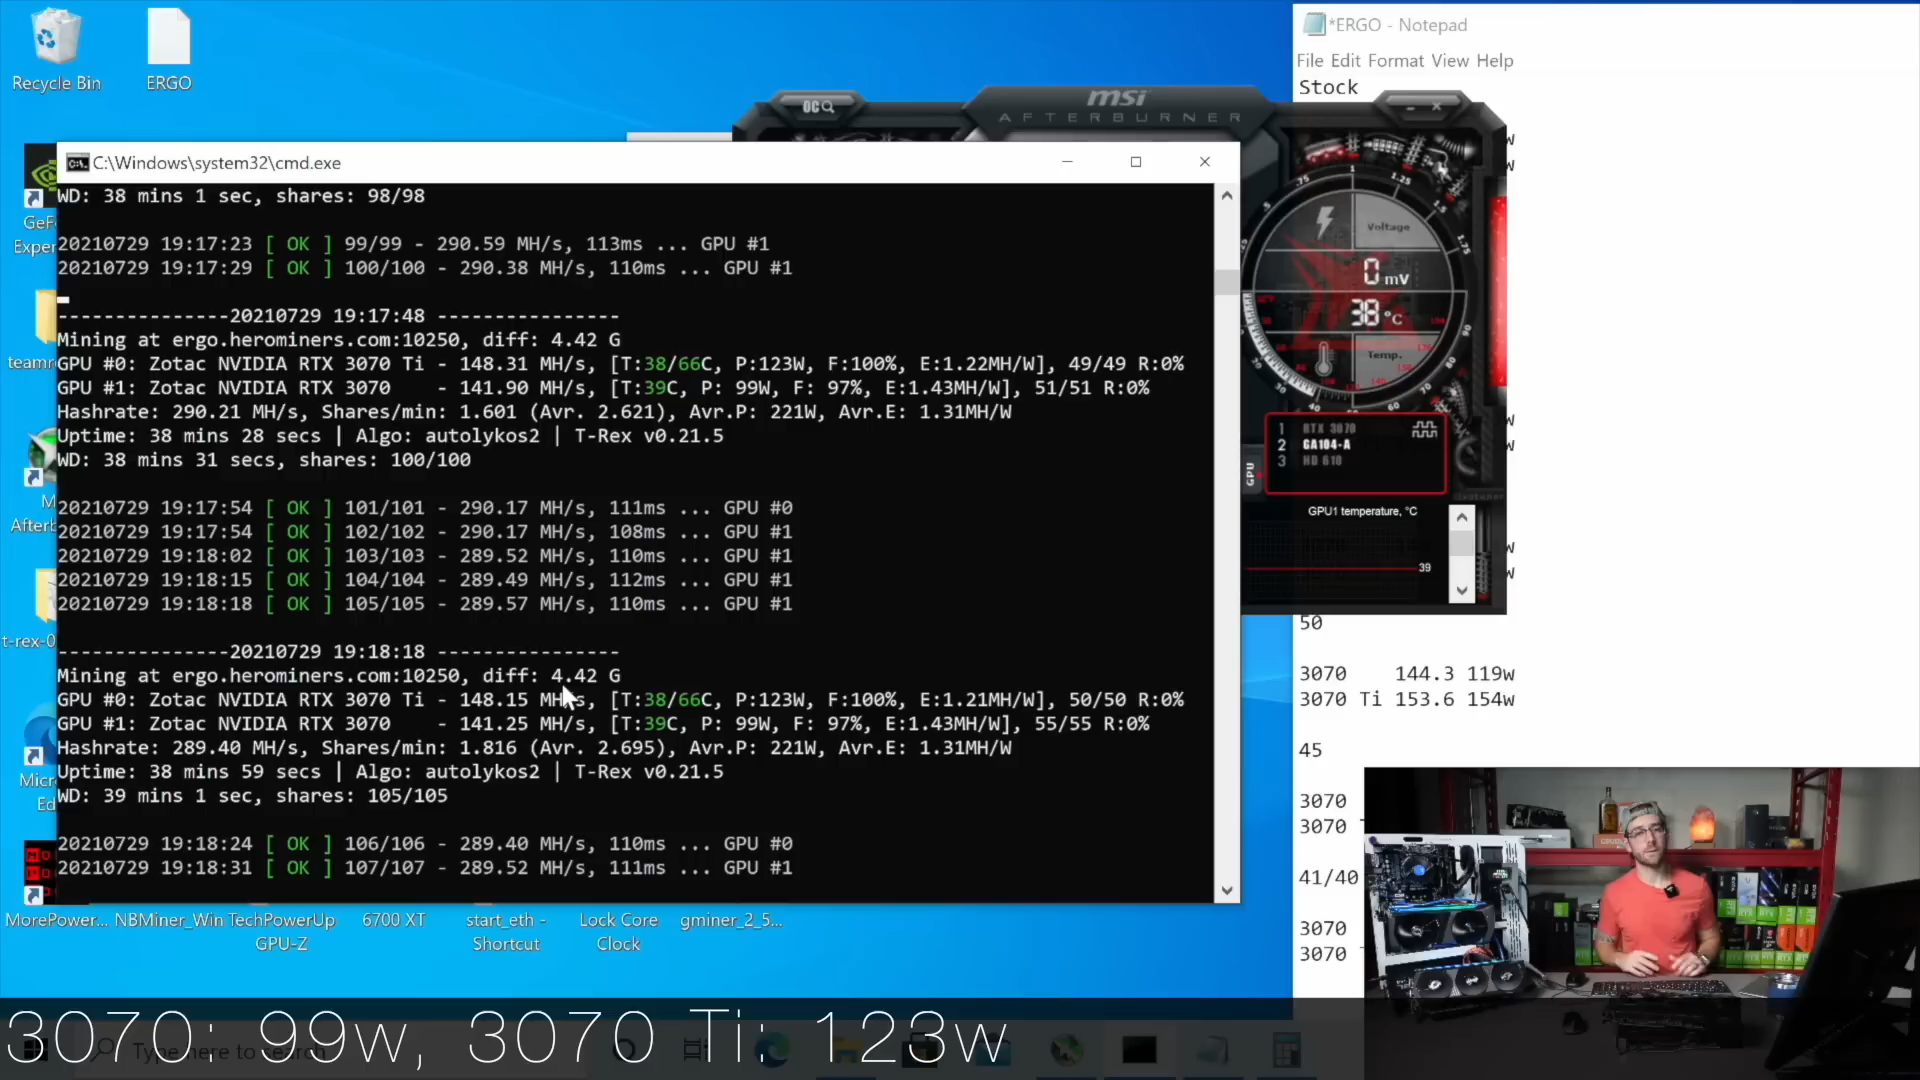 Recycle Bin
ERGO
*ERGO - Notepad
File Edit Format View Help
Stock
msi
AFTERBURNER
OC
C:\Windows\system32\cmd.exe
WD: 38 mins 1 sec, shares: 98/98
20210729 19:17:23 [ OK ] 99/99 - 290.59 MH/s, 113ms ... GPU #1
20210729 19:17:29 [ OK ] 100/100 - 290.38 MH/s, 110ms ... GPU #1
---------------20210729 19:17:48 ----------------
Mining at ergo.herominers.com:10250, diff: 4.42 G
GPU #0: Zotac NVIDIA RTX 3070 Ti - 148.31 MH/s, [T:38/66C, P:123W, F:100%, E:1.22MH/W], 49/49 R:0%
GPU #1: Zotac NVIDIA RTX 3070    - 141.90 MH/s, [T:39C, P: 99W, F: 97%, E:1.43MH/W], 51/51 R:0%
Hashrate: 290.21 MH/s, Shares/min: 1.601 (Avr. 2.621), Avr.P: 221W, Avr.E: 1.31MH/W
Uptime: 38 mins 28 secs | Algo: autolykos2 | T-Rex v0.21.5
WD: 38 mins 31 secs, shares: 100/100
20210729 19:17:54 [ OK ] 101/101 - 290.17 MH/s, 111ms ... GPU #0
20210729 19:17:54 [ OK ] 102/102 - 290.17 MH/s, 108ms ... GPU #1
20210729 19:18:02 [ OK ] 103/103 - 289.52 MH/s, 110ms ... GPU #1
20210729 19:18:15 [ OK ] 104/104 - 289.49 MH/s, 112ms ... GPU #1
20210729 19:18:18 [ OK ] 105/105 - 289.57 MH/s, 110ms ... GPU #1
---------------20210729 19:18:18 ----------------
Mining at ergo.herominers.com:10250, diff: 4.42 G
GPU #0: Zotac NVIDIA RTX 3070 Ti - 148.15 MH/s, [T:38/66C, P:123W, F:100%, E:1.21MH/W], 50/50 R:0%
GPU #1: Zotac NVIDIA RTX 3070    - 141.25 MH/s, [T:39C, P: 99W, F: 97%, E:1.43MH/W], 55/55 R:0%
Hashrate: 289.40 MH/s, Shares/min: 1.816 (Avr. 2.695), Avr.P: 221W, Avr.E: 1.31MH/W
Uptime: 38 mins 59 secs | Algo: autolykos2 | T-Rex v0.21.5
WD: 39 mins 1 sec, shares: 105/105
20210729 19:18:24 [ OK ] 106/106 - 289.40 MH/s, 110ms ... GPU #0
20210729 19:18:31 [ OK ] 107/107 - 289.52 MH/s, 111ms ... GPU #1
GeF
Exper
teamr
M
Afterb
t-rex-0
Micr
Ed
Voltage
0 mV
38 °C
Temp.
1 RTX 3070
2 GA104-A
3 HD 610
GPU
GPU1 temperature, °C
39
50
3070 144.3 119w
3070 Ti 153.6 154w
45
3070
3070
41/40
3070
3070
MorePower...
NBMiner_Win
TechPowerUp GPU-Z
6700 XT
start_eth - Shortcut
Lock Core Clock
gminer_2_5...
Type here to search
3070: 99w, 3070 Ti: 123w